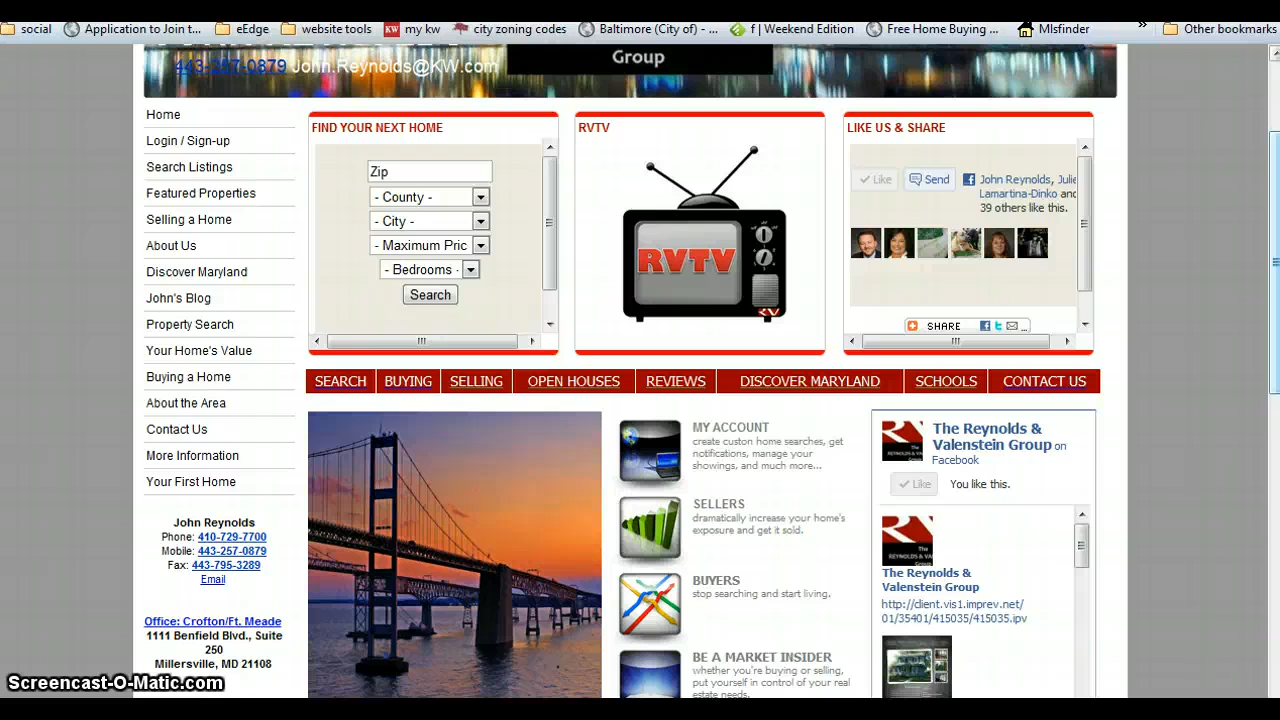 social
Application to Join t...
eEdge
website tools
KW my kw
city zoning codes
Baltimore (City of) - ...
f | Weekend Edition
Free Home Buying ...
Mlsfinder
»
Other bookmarks
443-257-0879 John.Reynolds@KW.com
Group
Home
Login / Sign-up
Search Listings
Featured Properties
Selling a Home
About Us
Discover Maryland
John's Blog
Property Search
Your Home's Value
Buying a Home
About the Area
Contact Us
More Information
Your First Home
John Reynolds
Phone: 410-729-7700
Mobile: 443-257-0879
Fax: 443-795-3289
Email
Office: Crofton/Ft. Meade
1111 Benfield Blvd., Suite
250
Millersville, MD 21108
FIND YOUR NEXT HOME
Zip
- County -
- City -
- Maximum Pric
- Bedrooms -
Search
RVTV
RVTV
RV
LIKE US & SHARE
Like
Send
John Reynolds, Julie
Lamartina-Dinko and
39 others like this.
SHARE
...
SEARCH
BUYING
SELLING
OPEN HOUSES
REVIEWS
DISCOVER MARYLAND
SCHOOLS
CONTACT US
MY ACCOUNT
create custon home searches, get
notifications, manage your
showings, and much more...
SELLERS
dramatically increase your home's
exposure and get it sold.
BUYERS
stop searching and start living.
BE A MARKET INSIDER
whether you're buying or selling,
put yourself in control of your real
estate needs.
The Reynolds &
Valenstein Group on
Facebook
Like
You like this.
The Reynolds &
Valenstein Group
http://client.vis1.imprev.net/
01/35401/415035/415035.ipv
Screencast-O-Matic.com